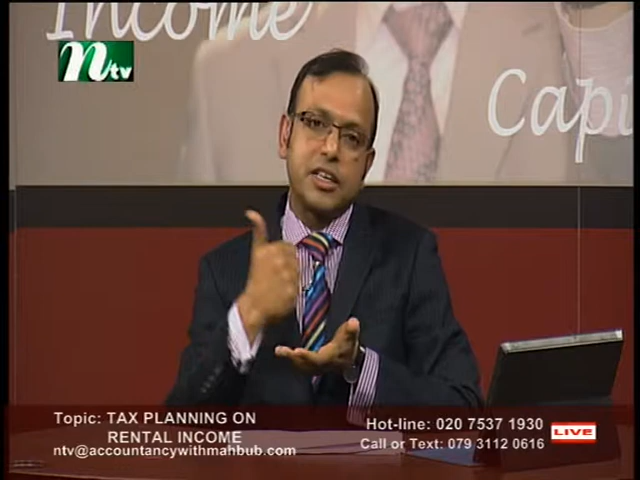 Income
ntv
Capi
Topic: TAX PLANNING ON
RENTAL INCOME
ntv@accountancywithmahbub.com
Hot-line: 020 7537 1930
Call or Text: 079 3112 0616
LIVE